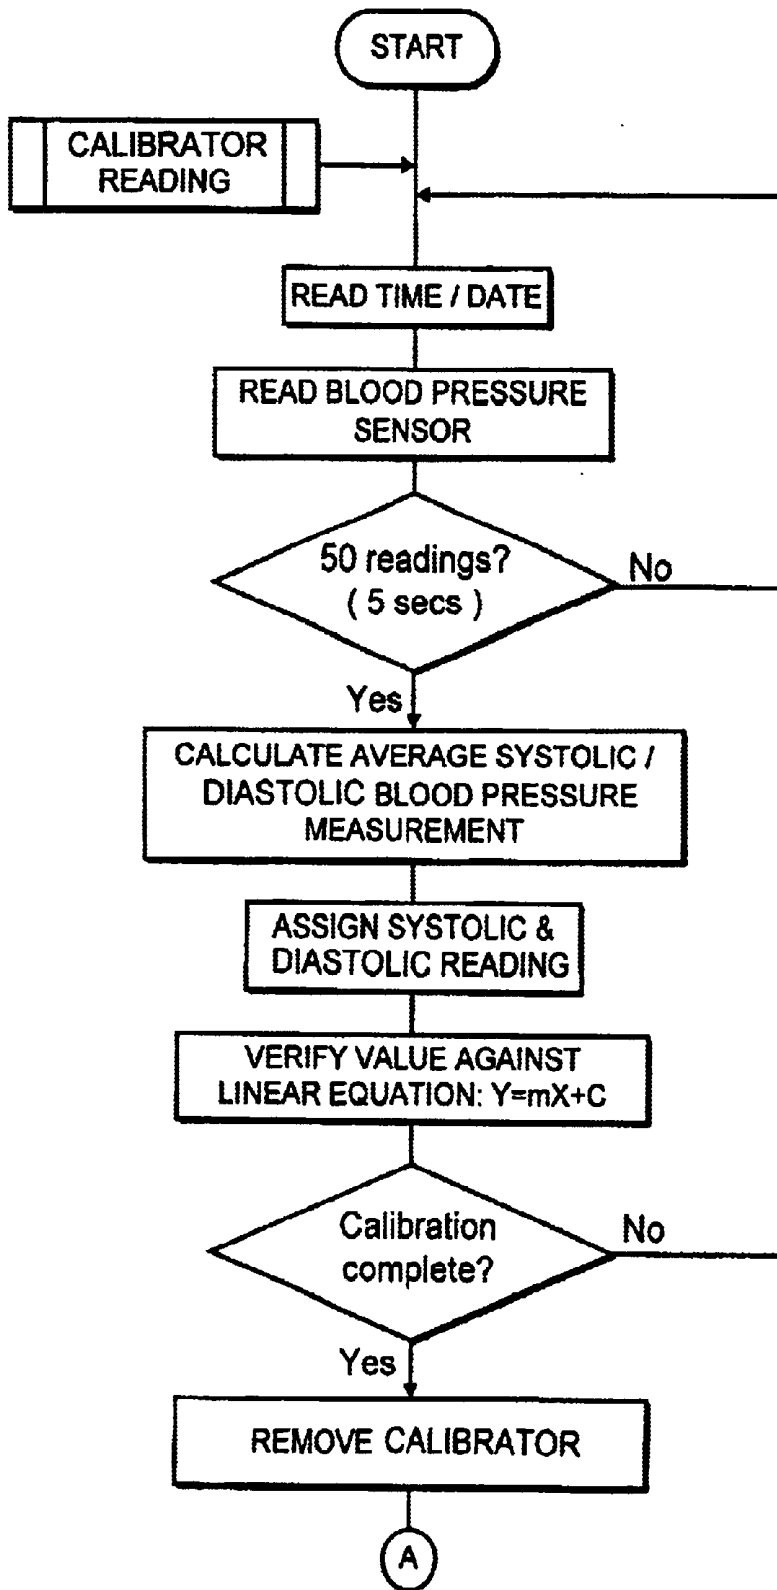 START
CALIBRATOR
READING
READ TIME / DATE
READ BLOOD PRESSURE
SENSOR
50 readings?
( 5 secs )
No
Yes
CALCULATE AVERAGE SYSTOLIC /
DIASTOLIC BLOOD PRESSURE
MEASUREMENT
ASSIGN SYSTOLIC &
DIASTOLIC READING
VERIFY VALUE AGAINST
LINEAR EQUATION: Y=mX+C
Calibration
complete?
No
Yes
REMOVE CALIBRATOR
A